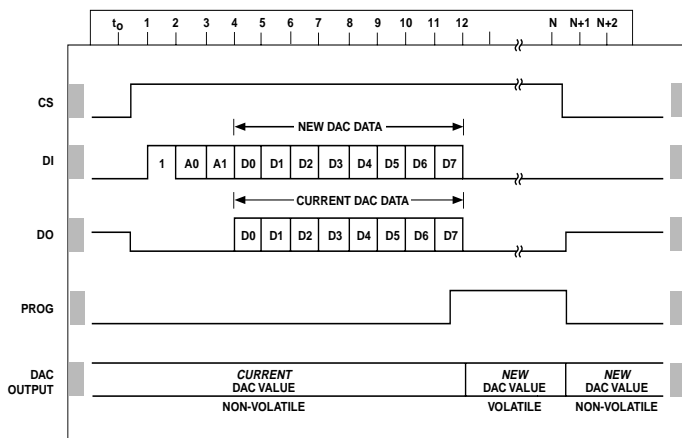 to 1 2 3 4 5 6 7 8 9 10 11 12 N N+1 N+2
CS
NEW DAC DATA
DI 1 A0 A1 D0 D1 D2 D3 D4 D5 D6 D7
CURRENT DAC DATA
DO D0 D1 D2 D3 D4 D5 D6 D7
PROG
DAC OUTPUT
CURRENT DAC VALUE
NEW DAC VALUE
NEW DAC VALUE
NON-VOLATILE VOLATILE NON-VOLATILE